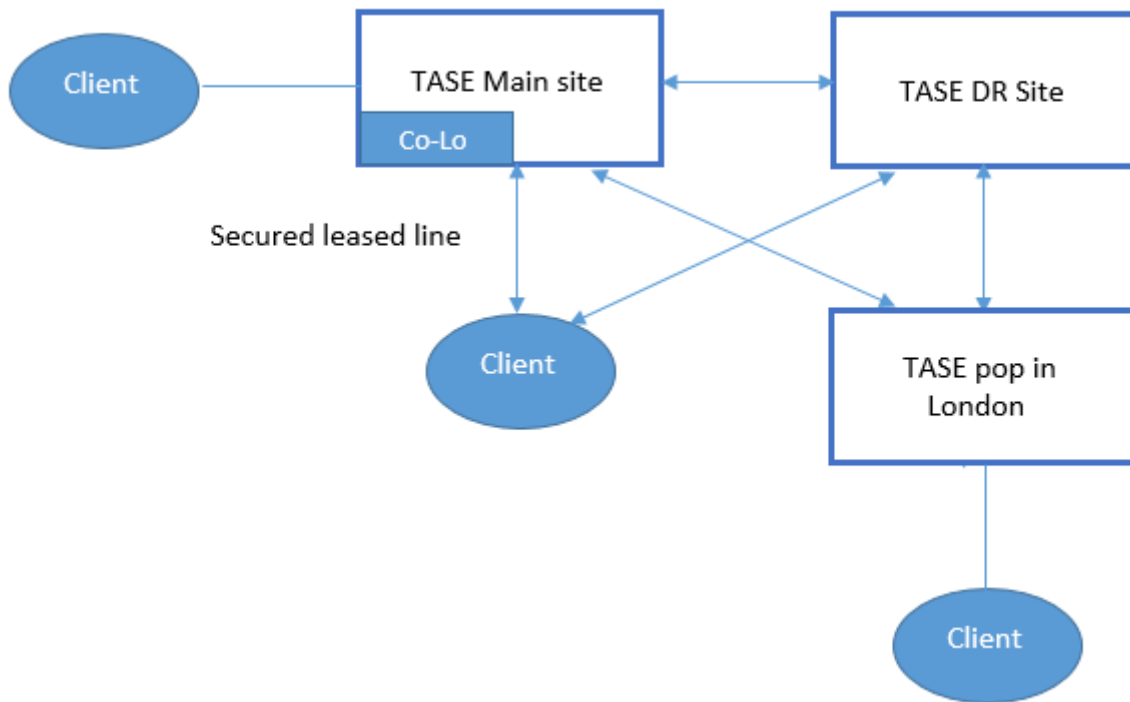 Client
TASE Main site
TASE DR Site
Co-Lo
Secured leased line
Client
TASE pop in
London
Client